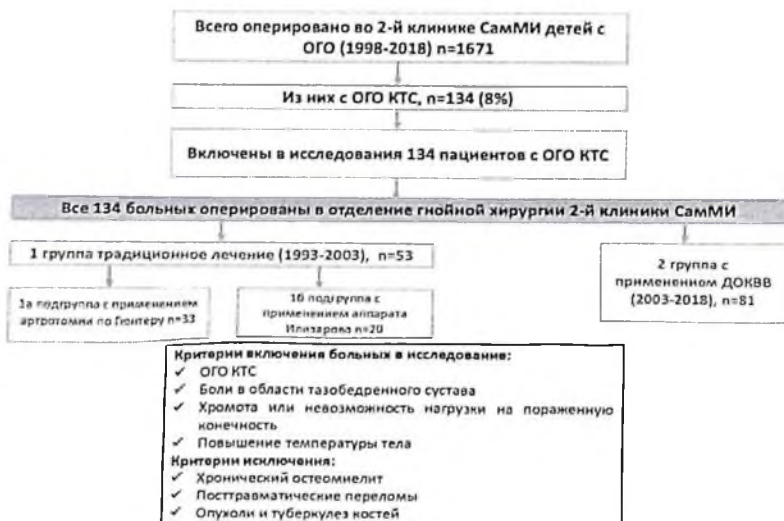 Всего оперировано во 2-й клинике СамМИ детей с
ОГО (1998-2018) n=1671
Из них с ОГО КТС, n=134 (8%)
Включены в исследования 134 пациентов с ОГО КТС
Все 134 больных оперированы в отделение гнойной хирургии 2-й клиники СамМИ
1 группа традиционное лечение (1993-2003), n=53
2 группа с
применением ДОКВВ
(2003-2018), n=81
1а подгруппа с применением
артротомии по Гюнтеру n=33
1б подгруппа с
применением аппарата
Илизарова n=20
Критерии включения больных в исследование:
✓ ОГО КТС
✓ Боли в области тазобедренного сустава
✓ Хромота или невозможность нагрузки на пораженную
конечность
✓ Повышение температуры тела
Критерии исключения:
✓ Хронический остеомиелит
✓ Посттравматические переломы
✓ Опухоли и туберкулез костей